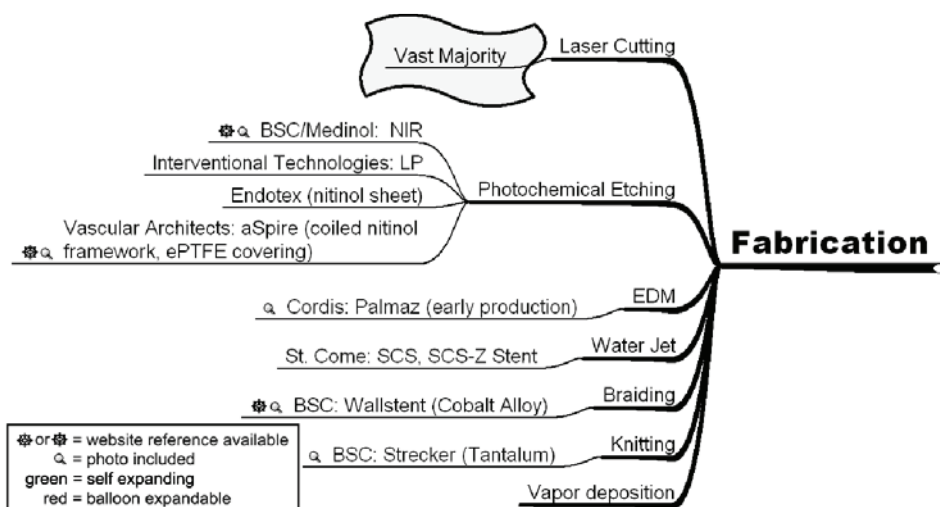 Vast Majority
Laser Cutting
BSC/Medinol: NIR
Interventional Technologies: LP
Endotex (nitinol sheet)
Vascular Architects: aSpire (coiled nitinol
framework, ePTFE covering)
Photochemical Etching
Fabrication
Cordis: Palmaz (early production)
EDM
St. Come: SCS, SCS-Z Stent
Water Jet
BSC: Wallstent (Cobalt Alloy)
Braiding
BSC: Strecker (Tantalum)
Knitting
Vapor deposition
or = website reference available
= photo included
green = self expanding
red = balloon expandable